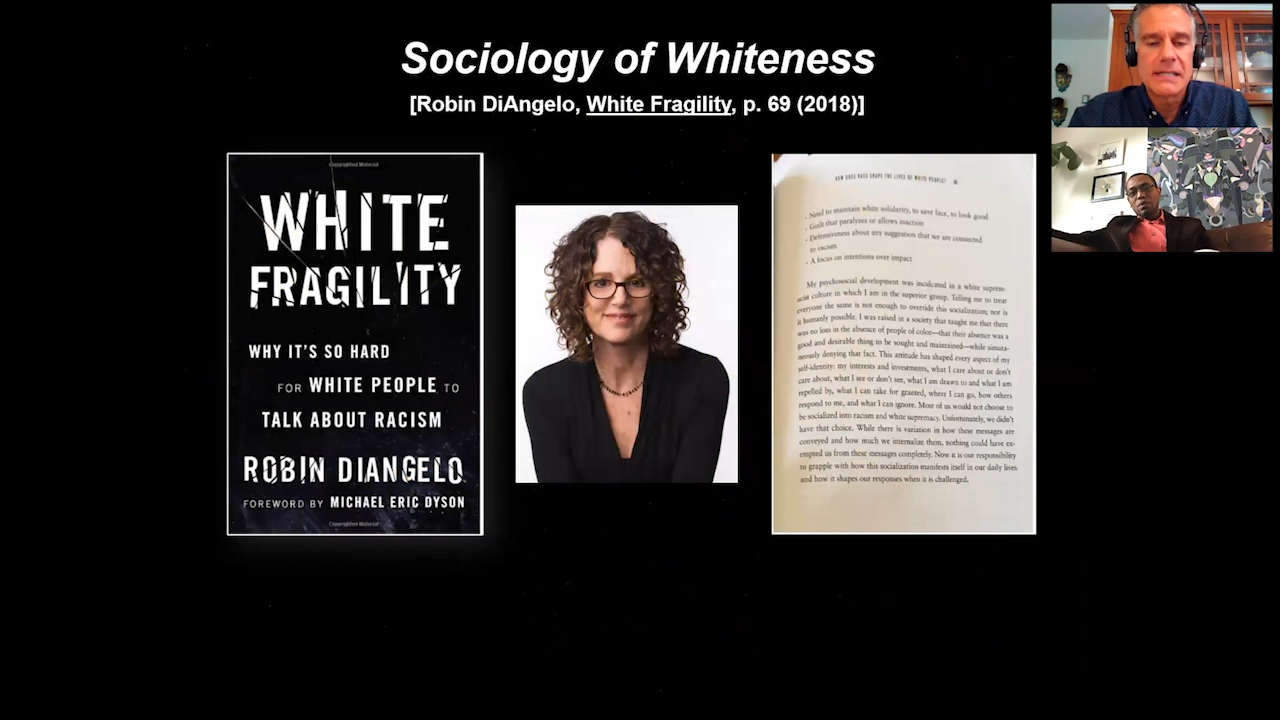 Sociology of Whiteness
[Robin DiAngelo, White Fragility, p. 69 (2018)]
Copyrighted Material
WHITE
FRAGILITY
WHY IT'S SO HARD
FOR WHITE PEOPLE TO
TALK ABOUT RACISM
ROBIN DIANGELO
FOREWORD BY MICHAEL ERIC DYSON
Copyrighted Material
HOW DOES RACE SHAPE THE LIVES OF WHITE PEOPLE?
. Need to maintain white solidarity, to save face, to look good
. Guilt that paralyzes or allows inaction
. Defensiveness about any suggestion that we are connected
to racism
. A focus on intentions over impact
My psychosocial development was inculcated in a white suprem-
acist culture in which I am in the superior group. Telling me to treat
everyone the same is not enough to override this socialization; nor is
it humanly possible. I was raised in a society that taught me that there
was no loss in the absence of people of color—that their absence was a
good and desirable thing to be sought and maintained—while simulta-
neously denying that fact. This attitude has shaped every aspect of my
self-identity: my interests and investments, what I care about or don't
care about, what I see or don't see, what I am drawn to and what I am
repelled by, what I can take for granted, where I can go, how others
respond to me, and what I can ignore. Most of us would not choose to
be socialized into racism and white supremacy. Unfortunately, we didn't
have that choice. While there is variation in how these messages are
conveyed and how much we internalize them, nothing could have ex-
empted us from these messages completely. Now it is our responsibility
to grapple with how this socialization manifests itself in our daily lives
and how it shapes our responses when it is challenged.